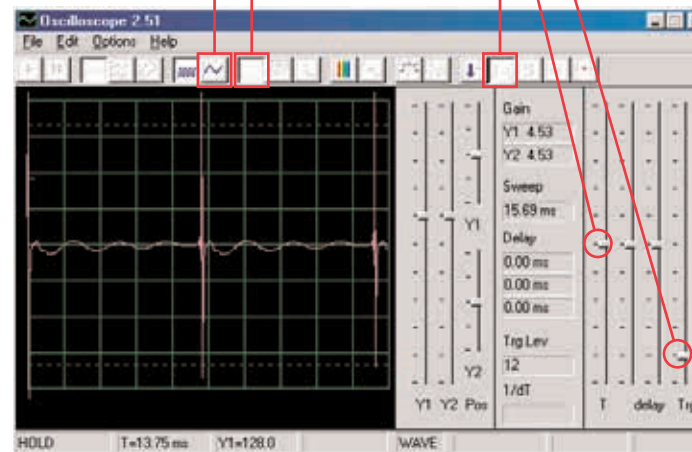 Oscilloscope 2.51
File Edit Options Help
Gain
Y1 4.53
Y2 4.53
Sweep
15.69 ms
Y1
Delay
0.00 ms
0.00 ms
0.00 ms
Trg Lev
12
Y2
1/dT
Y1 Y2 Pos
T delay
HOLD T=13.75 ms Y1=128.0 WAVE